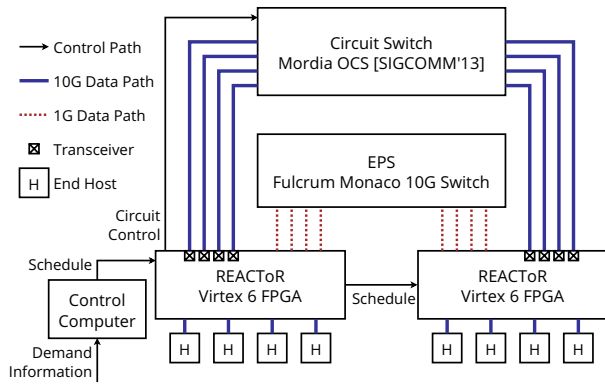 Control Path
10G Data Path
1G Data Path
Transceiver
H
End Host
Circuit Switch
Mordia OCS [SIGCOMM'13]
EPS
Fulcrum Monaco 10G Switch
Circuit
Control
Schedule
Control
Computer
Demand
Information
REACToR
Virtex 6 FPGA
Schedule
REACToR
Virtex 6 FPGA
H
H
H
H
H
H
H
H